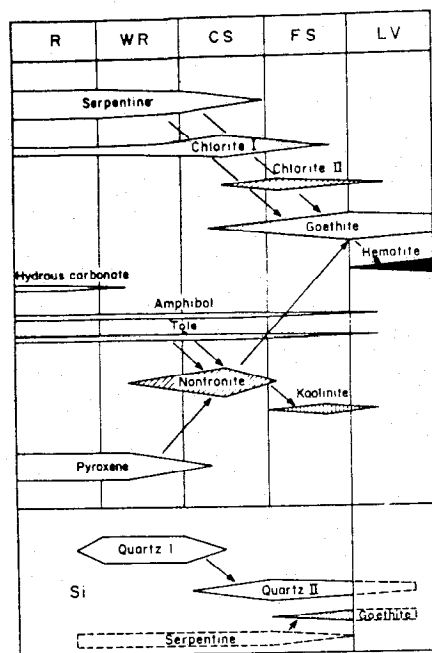 R WR CS FS LV
Serpentine
Chlorite I
Chlorite II
Goethite
Hematite
Hydrous carbonate
Amphibol
Talc
Nontronite
Kaolinite
Pyroxene
Quartz I
Si
Quartz II
Goethite
Serpentine